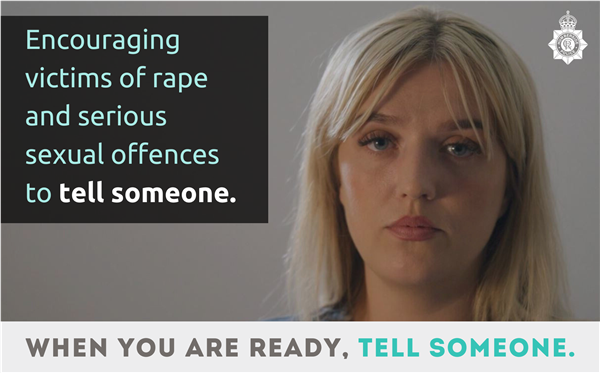 Encouraging
victims of rape
and serious
sexual offences
to tell someone.
WHEN YOU ARE READY, TELL SOMEONE.